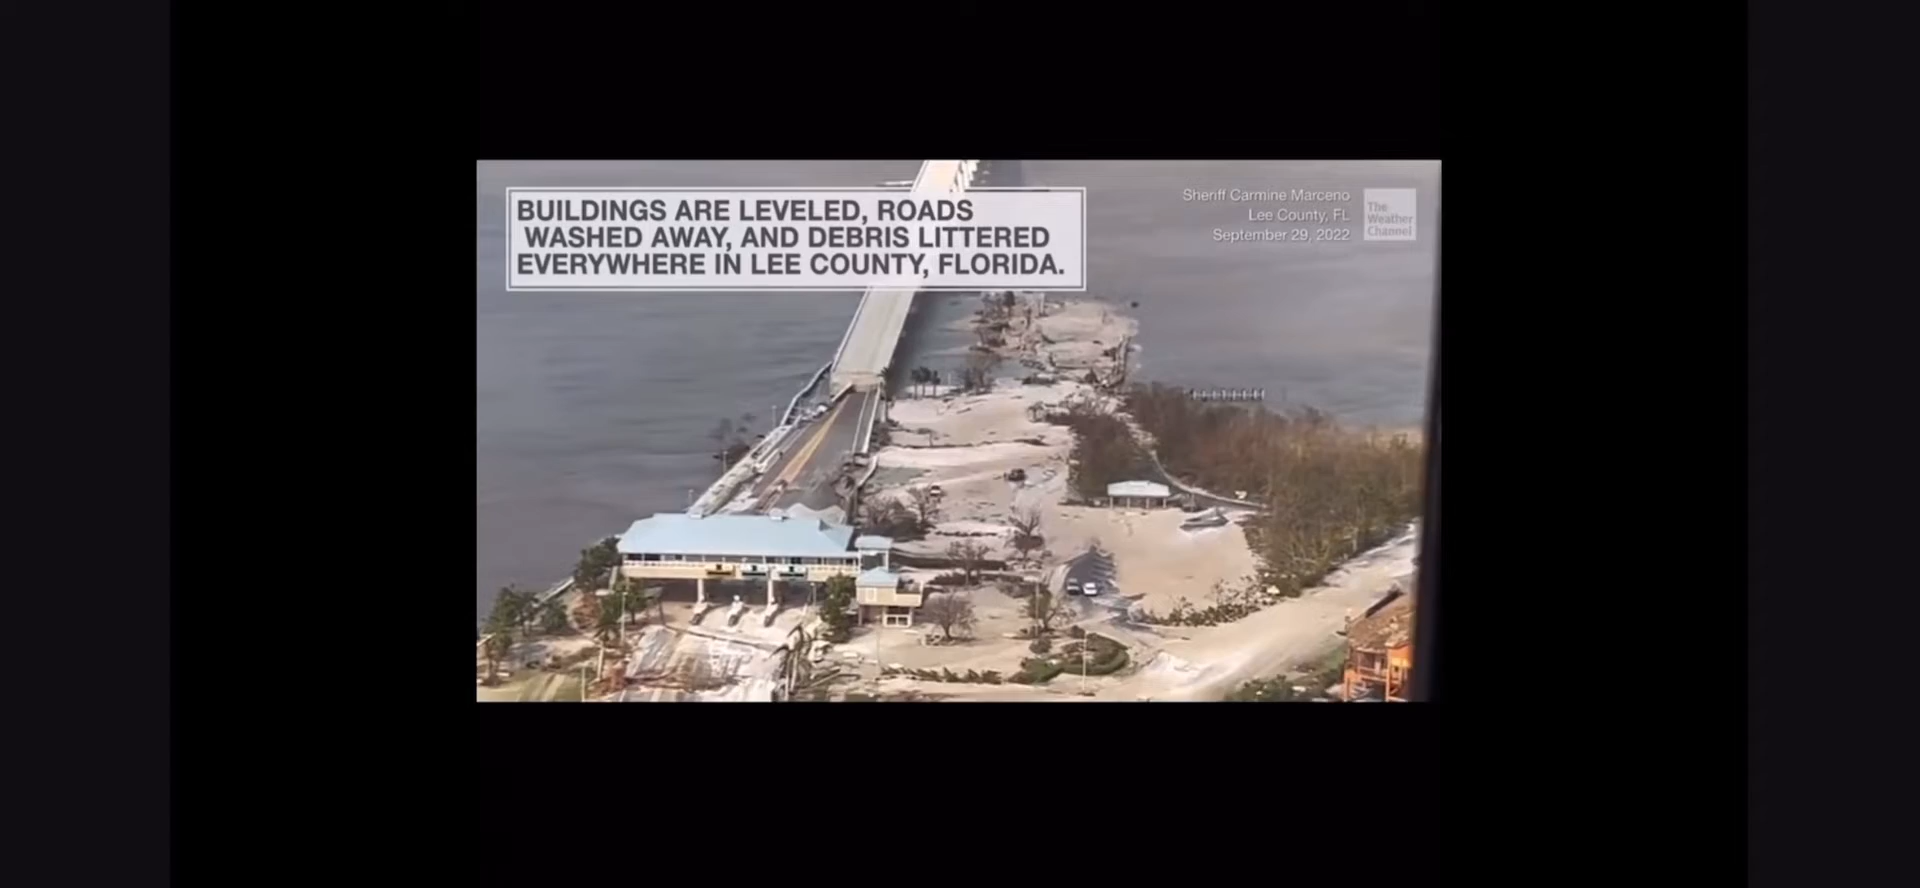 BUILDINGS ARE LEVELED, ROADS
WASHED AWAY, AND DEBRIS LITTERED
EVERYWHERE IN LEE COUNTY, FLORIDA.
Sheriff Carmine Marceno
Lee County, FL
September 29, 2022
The
Weather
Channel